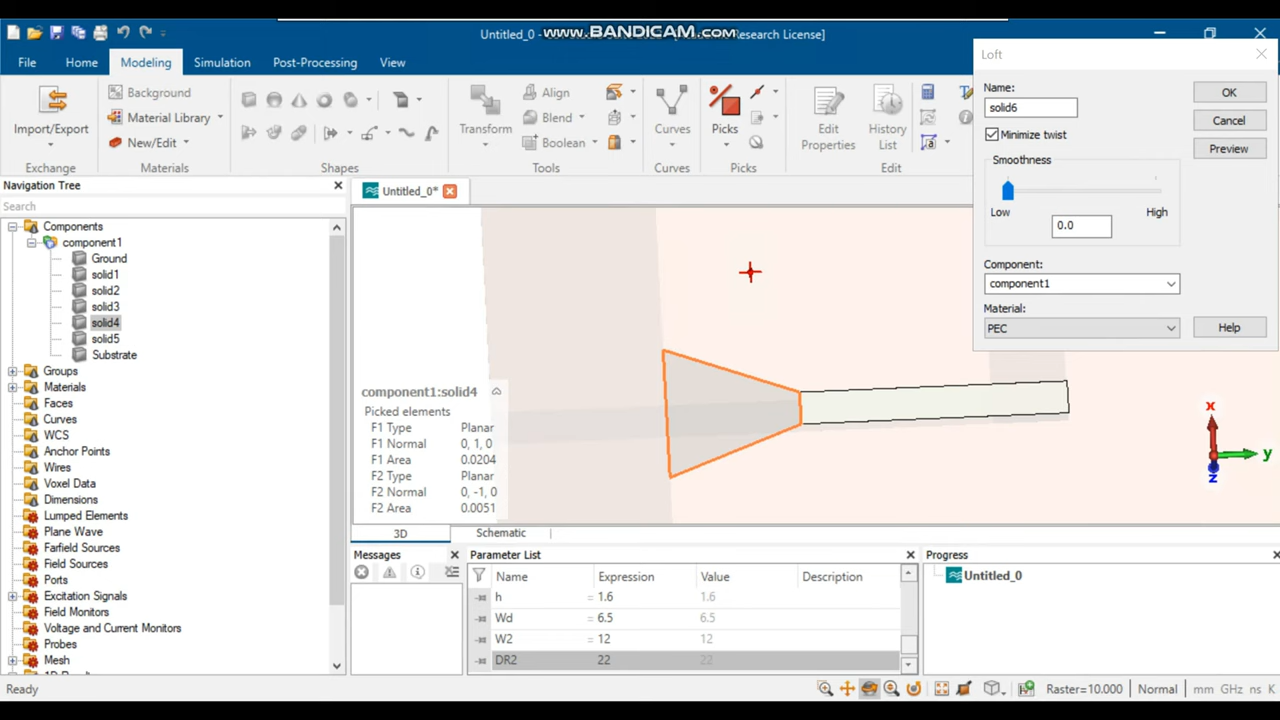 www.BANDICAM.com
Untitled_0 -
Research License]
File
Home
Modeling
Simulation
Post-Processing
View
Import/Export
Exchange
Background
Material Library
New/Edit
Materials
Shapes
Transform
Align
Blend
Boolean
Tools
Curves
Curves
Picks
Picks
Edit Properties
History List
Edit
Loft
Name:
solid6
Minimize twist
Smoothness
Low
High
0.0
Component:
component1
Material:
PEC
OK
Cancel
Preview
Help
Navigation Tree
Search
Components
component1
Ground
solid1
solid2
solid3
solid4
solid5
Substrate
Groups
Materials
Faces
Curves
WCS
Anchor Points
Wires
Voxel Data
Dimensions
Lumped Elements
Plane Wave
Farfield Sources
Field Sources
Ports
Excitation Signals
Field Monitors
Voltage and Current Monitors
Probes
Mesh
Untitled_0*
component1:solid4
Picked elements
F1 Type Planar
F1 Normal 0, 1, 0
F1 Area 0.0204
F2 Type Planar
F2 Normal 0, -1, 0
F2 Area 0.0051
x
y
z
3D
Schematic
Messages
Parameter List
Name Expression Value Description
h = 1.6 1.6
Wd = 6.5 6.5
W2 = 12 12
DR2 = 22 22
Progress
Untitled_0
Ready
Raster=10.000
Normal
mm GHz ns K